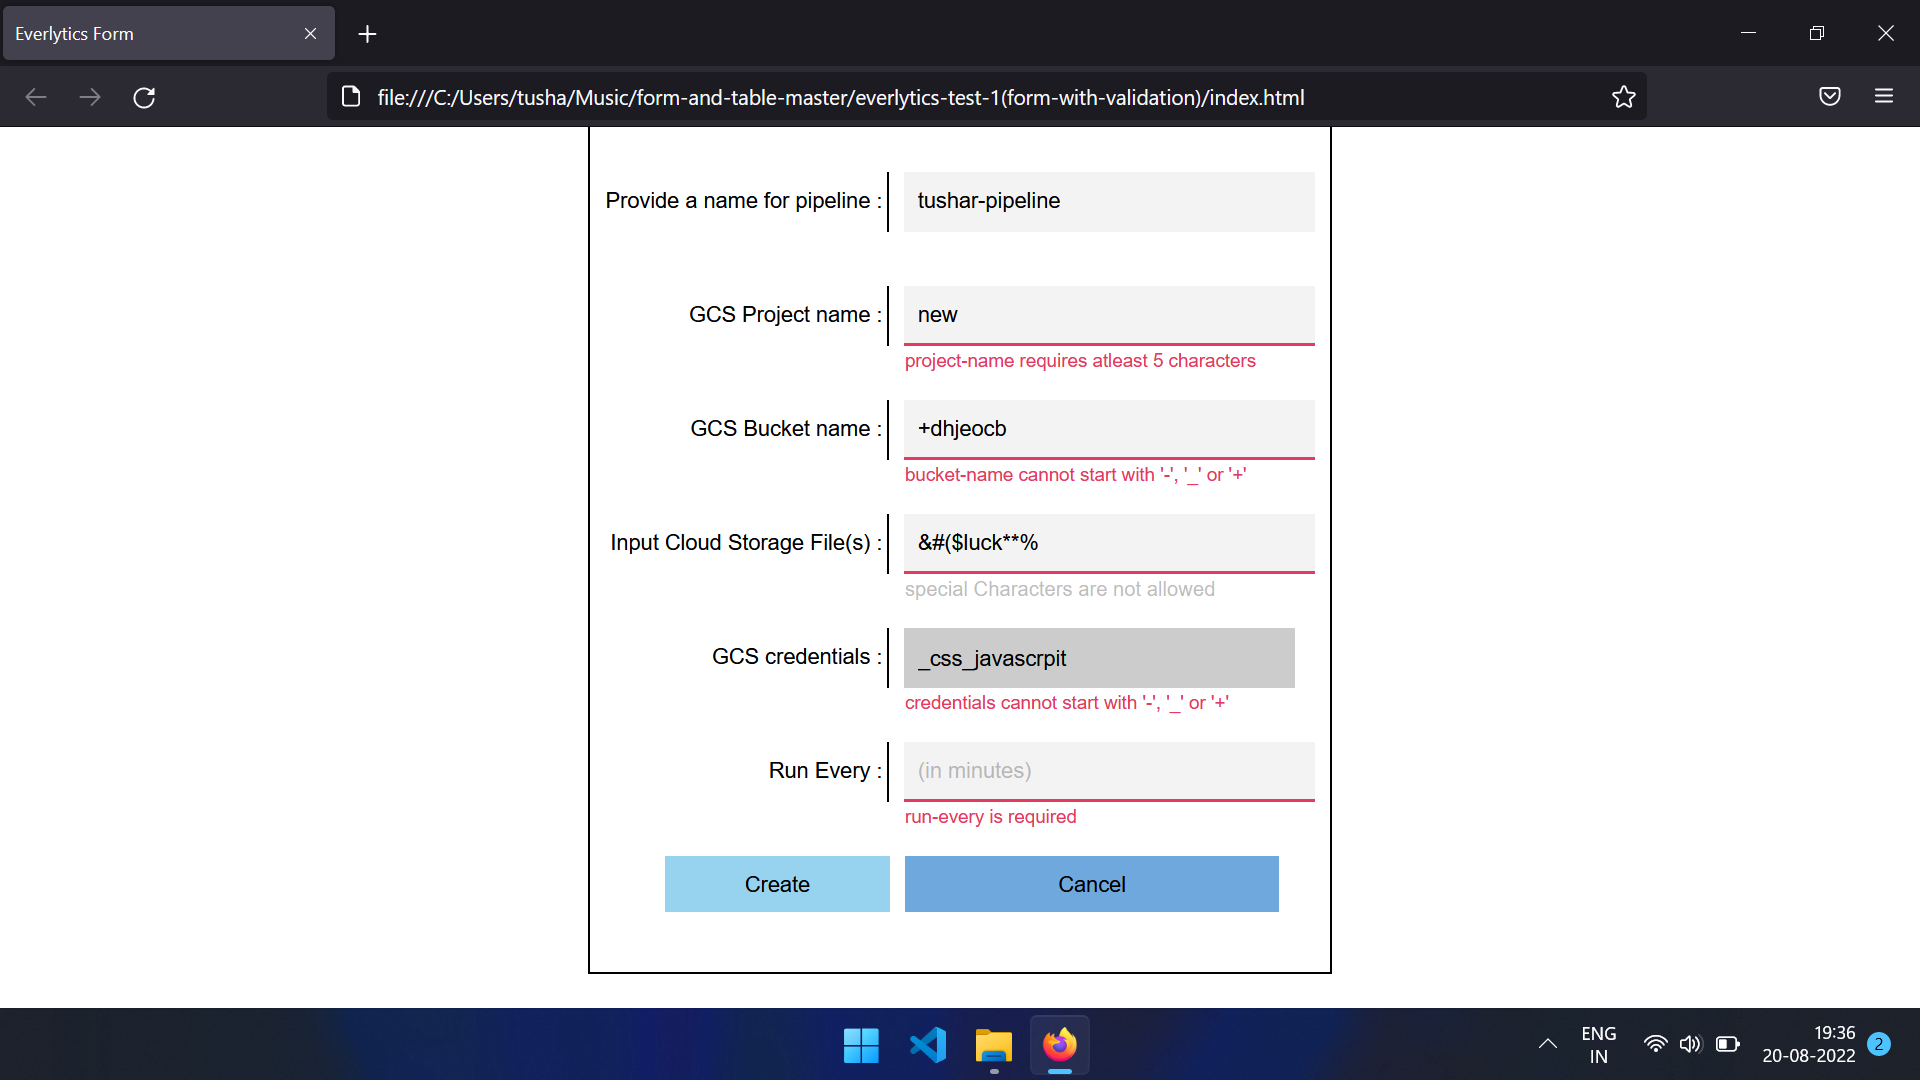 Everlytics Form
file:///C:/Users/tusha/Music/form-and-table-master/everlytics-test-1(form-with-validation)/index.html
Provide a name for pipeline : tushar-pipeline
GCS Project name : new
project-name requires atleast 5 characters
GCS Bucket name : +dhjeocb
bucket-name cannot start with '-', '_' or '+'
Input Cloud Storage File(s) : &#($luck**%
special Characters are not allowed
GCS credentials : _css_javascrpit
credentials cannot start with '-', '_' or '+'
Run Every : (in minutes)
run-every is required
Create Cancel
ENG 19:36
IN 20-08-2022 2